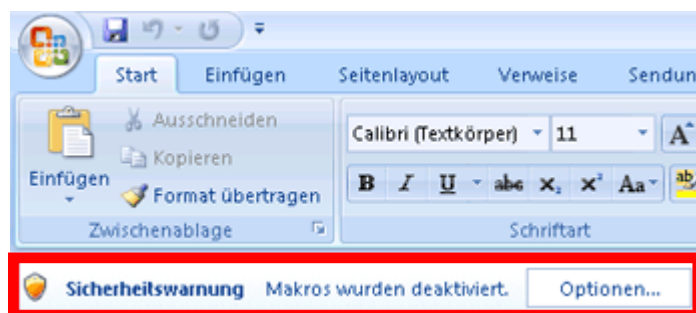 Start Einfügen Seitenlayout Verweise Sendun
Ausschneiden
Kopieren
Einfügen
Format übertragen
Calibri (Textkörper) 11 A
B I U abc x₂ x² Aa ab
Zwischenablage Schriftart
Sicherheitswarnung Makros wurden deaktiviert. Optionen...